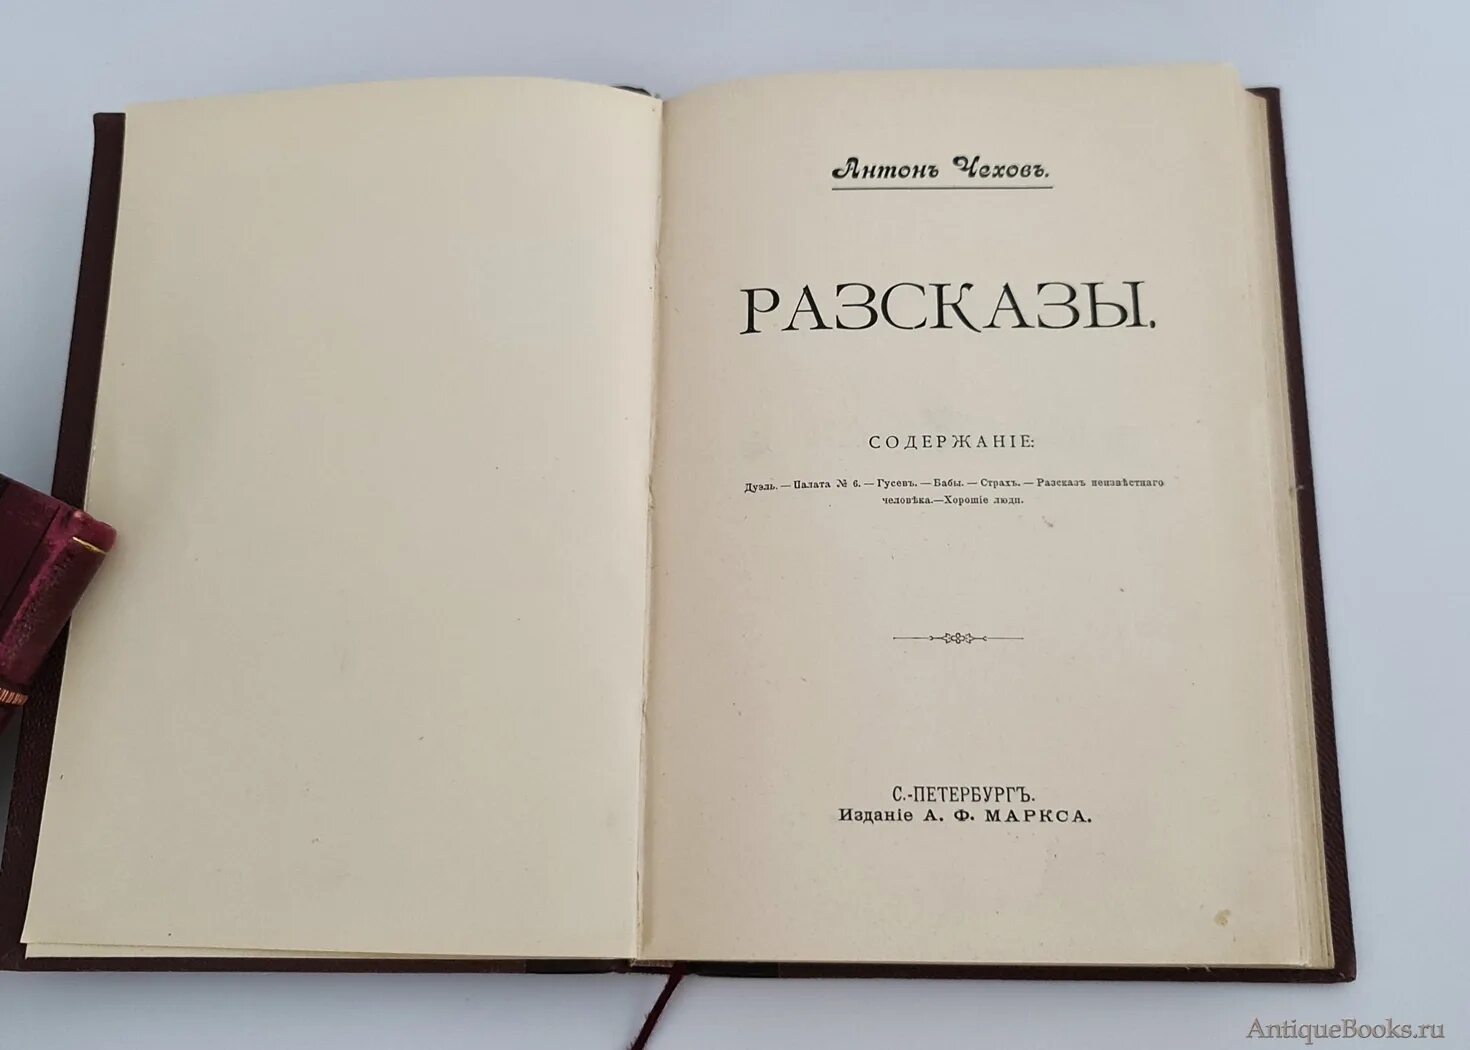 Антонъ Чеховъ.
РАЗСКАЗЫ.
СОДЕРЖАНІЕ:
Дуэль. — Палата № 6. — Гусевъ. — Бабы. — Страхъ. — Разсказъ неизвѣстнаго
человѣка.—Хорошіе люди.
С.-ПЕТЕРБУРГЪ.
Изданіе А. Ф. МАРКСА.
AntiqueBooks.ru